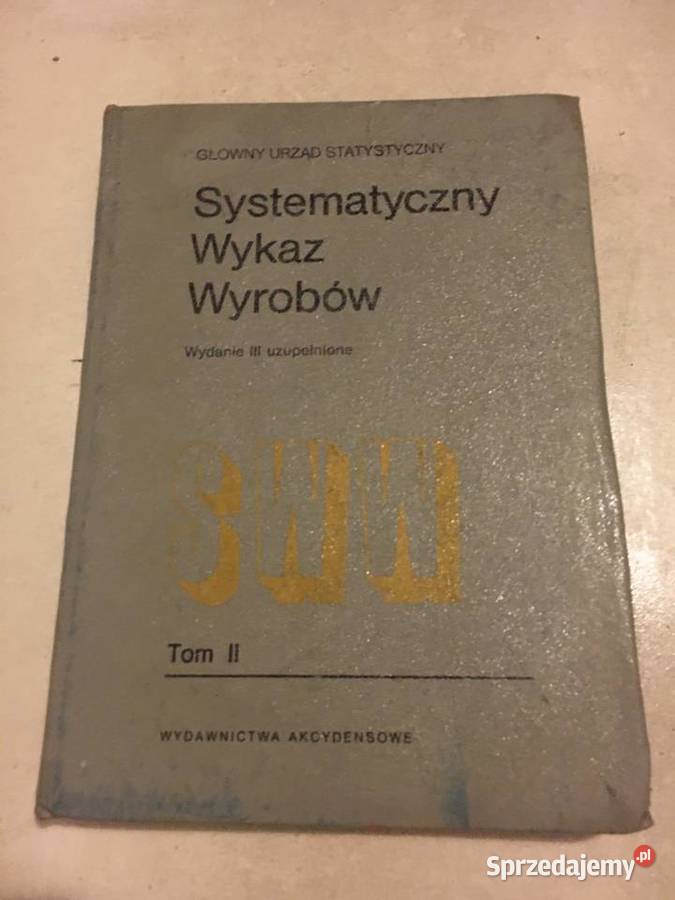 GŁÓWNY URZĄD STATYSTYCZNY
Systematyczny
Wykaz
Wyrobów
Wydanie III uzupełnione
SWW
Tom II
WYDAWNICTWA AKCYDENSOWE
Sprzedajemy.pl